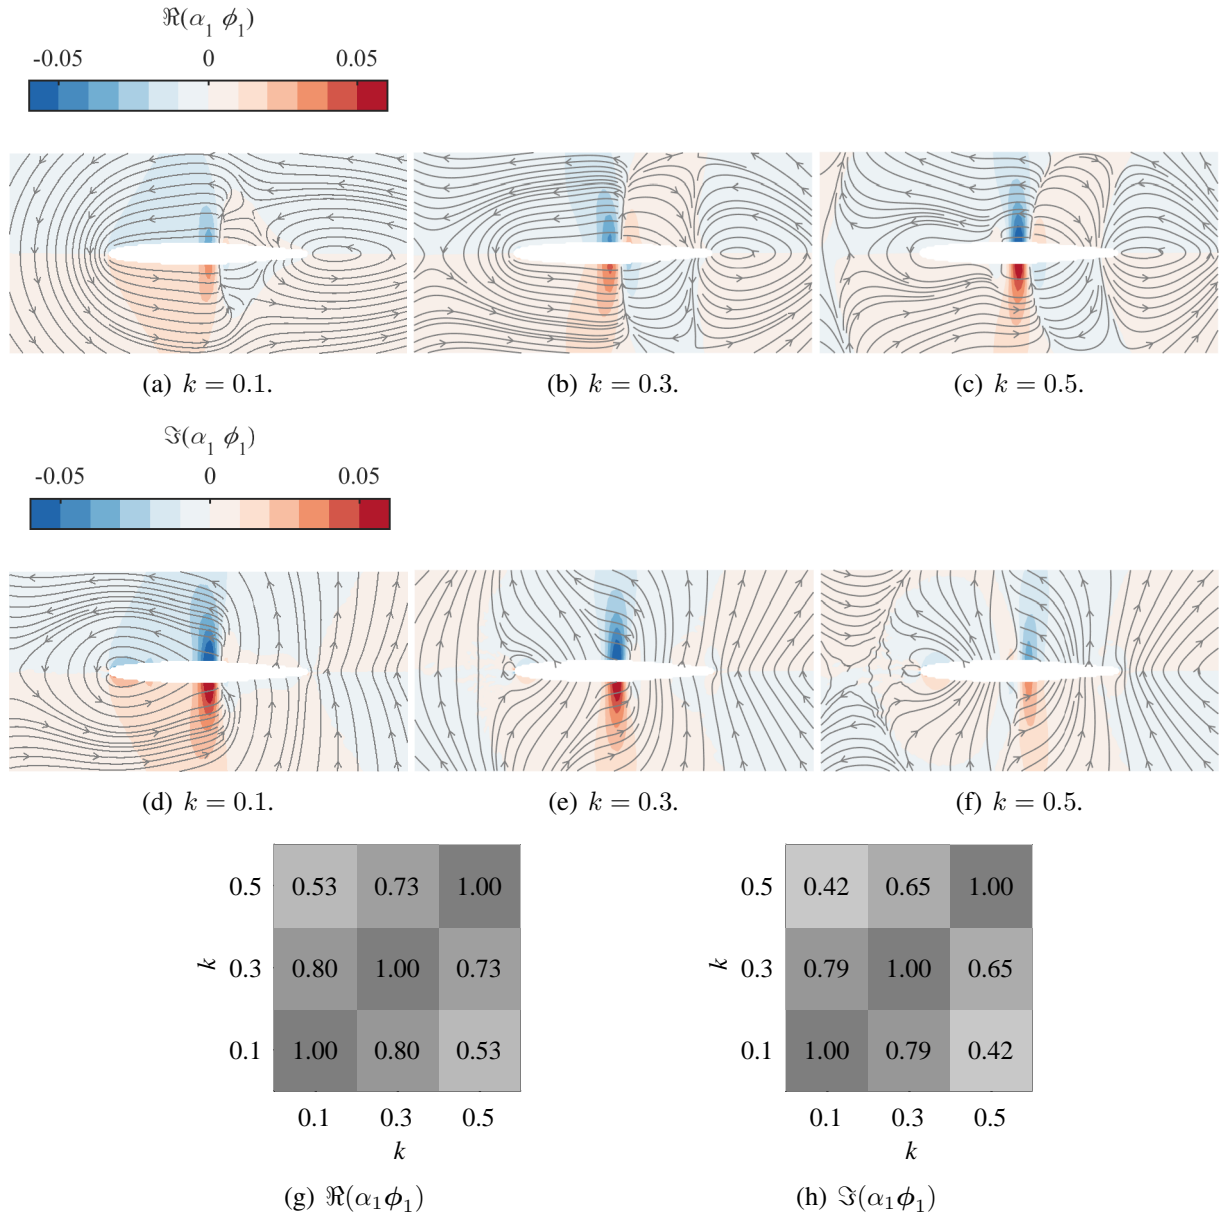 ℜ(α₁ ϕ₁)
-0.05 0 0.05
(a) k = 0.1. (b) k = 0.3. (c) k = 0.5.
ℑ(α₁ ϕ₁)
-0.05 0 0.05
(d) k = 0.1. (e) k = 0.3. (f) k = 0.5.
0.5 0.53 0.73 1.00
k 0.3 0.80 1.00 0.73
0.1 1.00 0.80 0.53
0.1 0.3 0.5
k
(g) ℜ(α₁ϕ₁)
0.5 0.42 0.65 1.00
k 0.3 0.79 1.00 0.65
0.1 1.00 0.79 0.42
0.1 0.3 0.5
k
(h) ℑ(α₁ϕ₁)